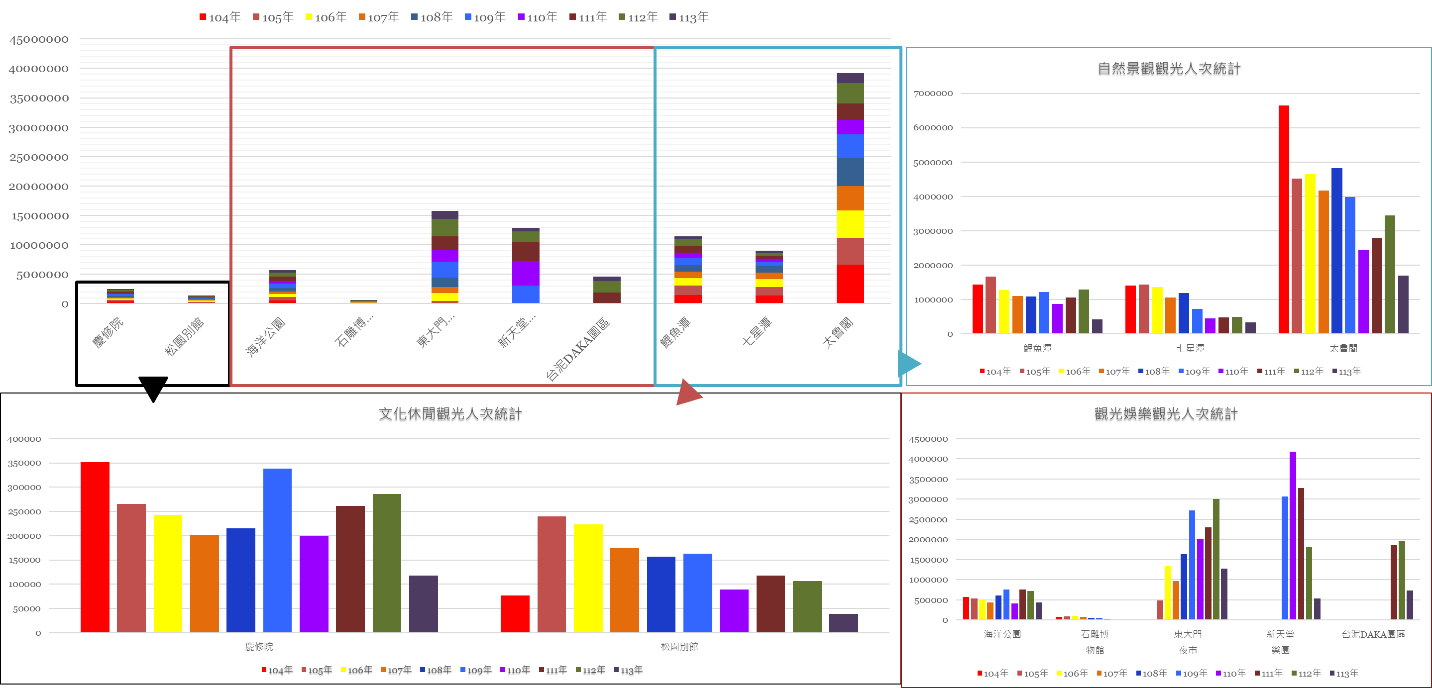 104年 105年 106年 107年 108年 109年 110年 111年 112年 113年
45000000
40000000
35000000
30000000
25000000
20000000
15000000
10000000
5000000
0
慶修院
松園別館
海洋公園
石雕博...
東大門...
新天堂...
台泥DAKA園區
鯉魚潭
七星潭
太魯閣
自然景觀觀光人次統計
7000000
6000000
5000000
4000000
3000000
2000000
1000000
0
鯉魚潭 七星潭 太魯閣
104年 105年 106年 107年 108年 109年 110年 111年 112年 113年
文化休閒觀光人次統計
400000
350000
300000
250000
200000
150000
100000
50000
0
慶修院 松園別館
104年 105年 106年 107年 108年 109年 110年 111年 112年 113年
觀光娛樂觀光人次統計
4500000
4000000
3500000
3000000
2500000
2000000
1500000
1000000
500000
0
海洋公園 石雕博 東大門 新天堂 台泥DAKA園區
物館 夜市 樂園
104年 105年 106年 107年 108年 109年 110年 111年 112年 113年